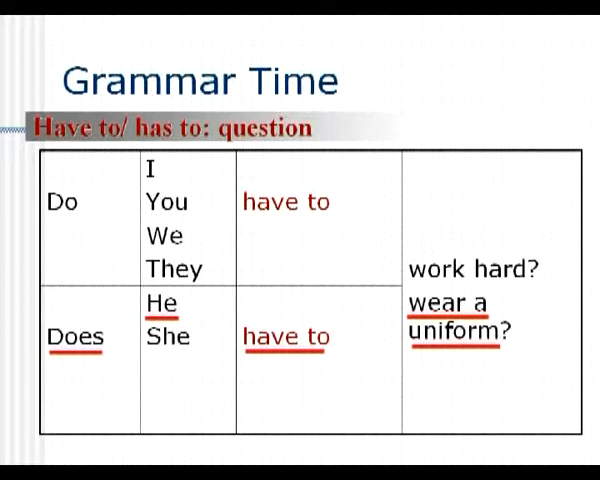 Grammar Time
Have to/ has to: question
I
Do You have to
We
They work hard?
He wear a
Does She have to uniform?